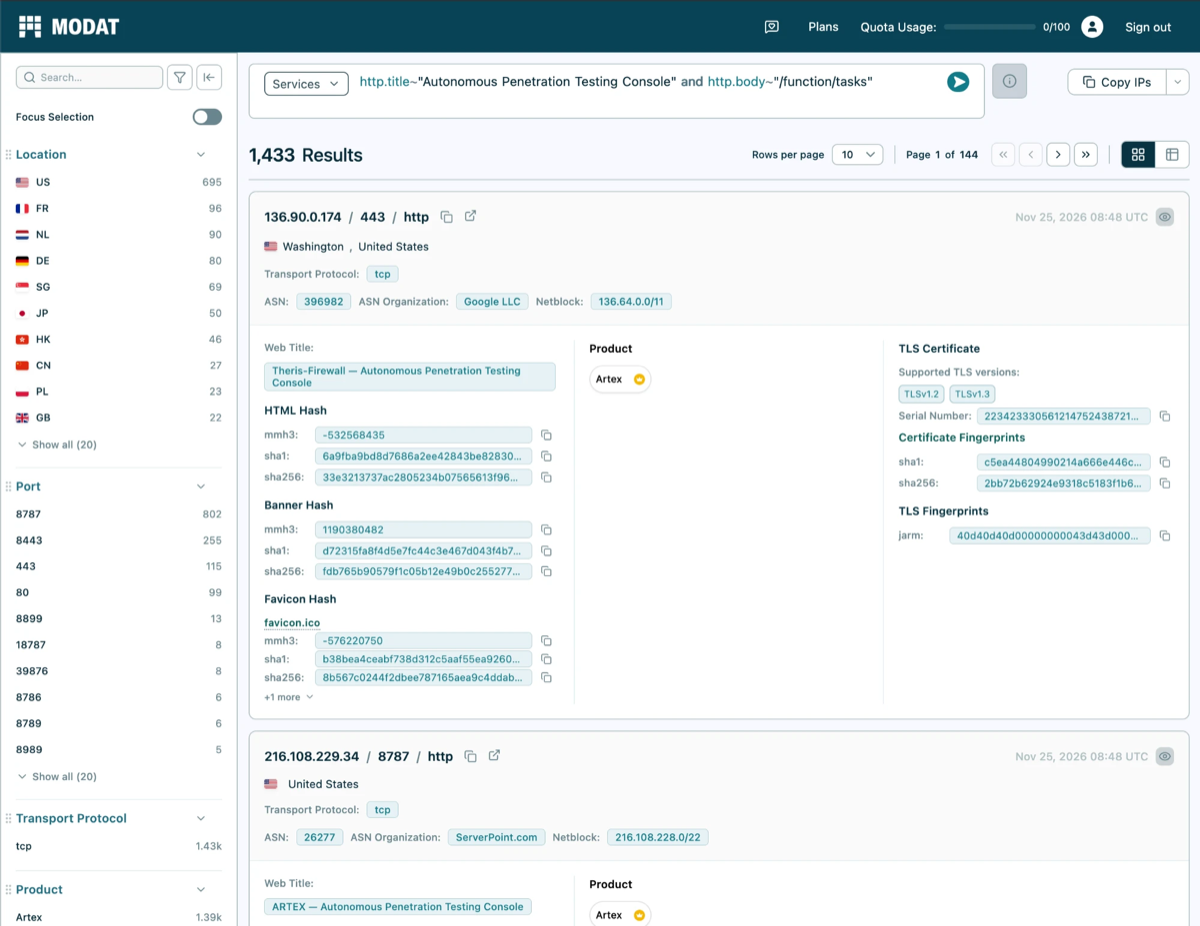 MODAT
Plans
Quota Usage:
0/100
Sign out
Search...
Services
http.title~"Autonomous Penetration Testing Console" and http.body~"/function/tasks"
Copy IPs
Focus Selection
Location
US 695
FR 96
NL 90
DE 80
SG 69
JP 50
HK 46
CN 27
PL 23
GB 22
Show all (20)
Port
8787 802
8443 255
443 115
80 99
8899 13
18787 8
39876 8
8786 6
8789 6
8989 5
Show all (20)
Transport Protocol
tcp 1.43k
Product
Artex 1.39k
1,433 Results
Rows per page 10
Page 1 of 144
136.90.0.174 / 443 / http
Nov 25, 2026 08:48 UTC
Washington , United States
Transport Protocol: tcp
ASN: 396982 ASN Organization: Google LLC Netblock: 136.64.0.0/11
Web Title:
Theris-Firewall — Autonomous Penetration Testing
Console
HTML Hash
mmh3: -532568435
sha1: 6a9fba9bd8d7686a2ee42843be82830...
sha256: 33e3213737ac2805234b07565613f96...
Banner Hash
mmh3: 1190380482
sha1: d72315fa8f4d5e7fc44c3e467d043f4b7...
sha256: fdb765b90579f1c05b12e49b0c255277...
Favicon Hash
favicon.ico
mmh3: -576220750
sha1: b38bea4ceabf738d312c5aaf55ea9260...
sha256: 8b567c0244f2dbee787165aea9c4ddab...
+1 more
Product
Artex
TLS Certificate
Supported TLS versions:
TLSv1.2 TLSv1.3
Serial Number: 223423330561214752438721...
Certificate Fingerprints
sha1: c5ea44804990214a666e446c...
sha256: 2bb72b62924e9318c5183f1b6...
TLS Fingerprints
jarm: 40d40d40d00000000043d43d000...
216.108.229.34 / 8787 / http
Nov 25, 2026 08:48 UTC
United States
Transport Protocol: tcp
ASN: 26277 ASN Organization: ServerPoint.com Netblock: 216.108.228.0/22
Web Title:
ARTEX — Autonomous Penetration Testing Console
Product
Artex